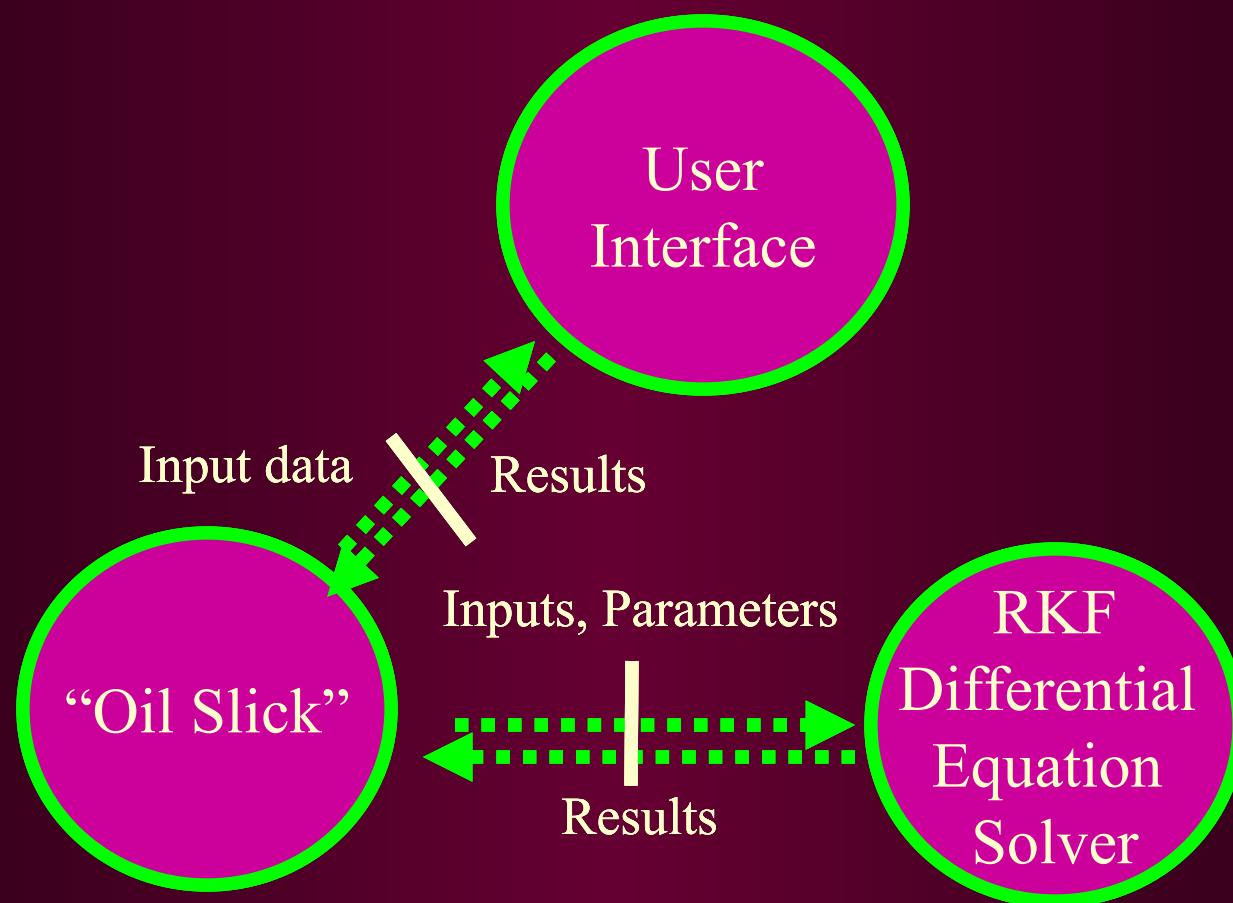 User
Interface
Input data
Results
Inputs, Parameters
“Oil Slick”
RKF
Differential
Equation
Solver
Results